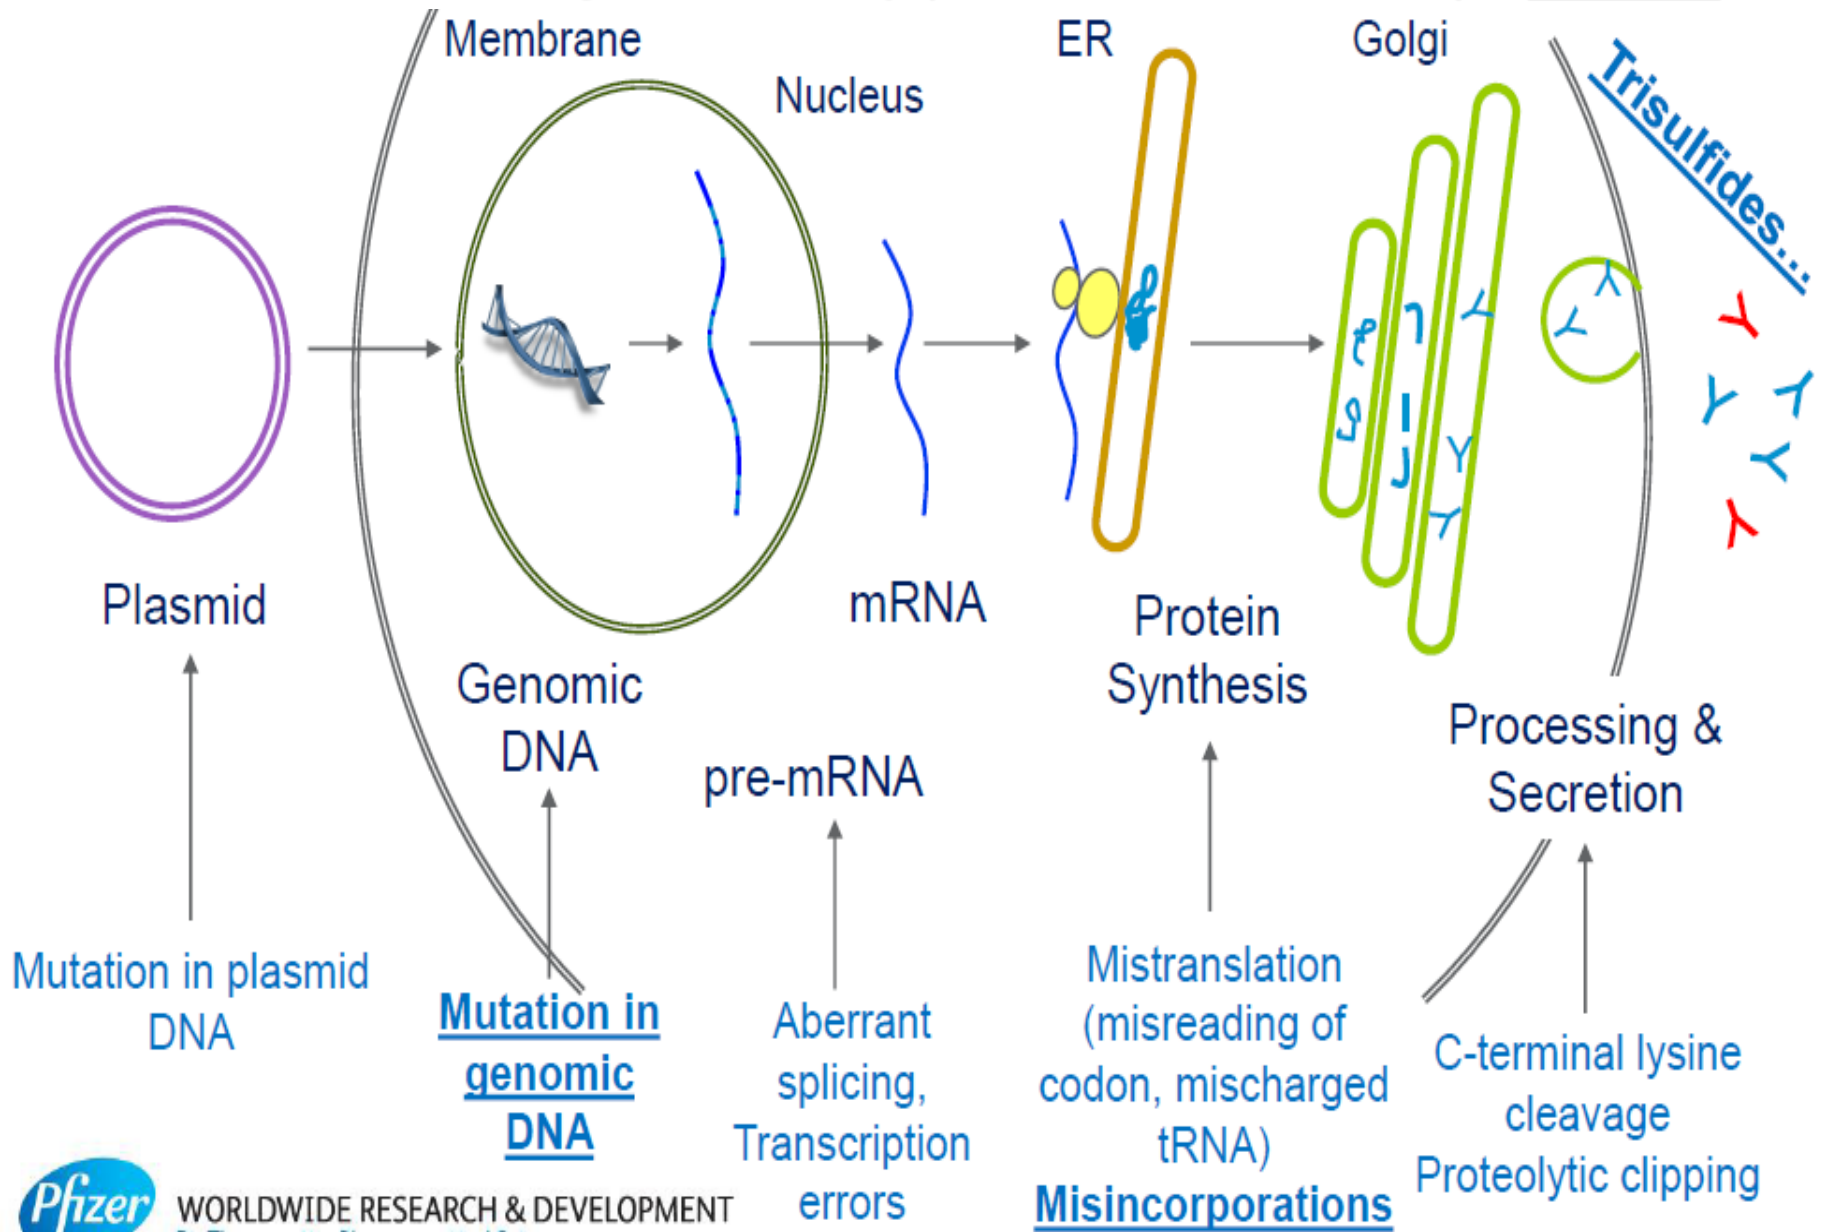 Membrane
Nucleus
ER
Golgi
Trisulfides...
Plasmid
Genomic
DNA
pre-mRNA
mRNA
Protein
Synthesis
Processing &
Secretion
Mutation in plasmid
DNA
Mutation in
genomic
DNA
Aberrant
splicing,
Transcription
errors
Mistranslation
(misreading of
codon, mischarged
tRNA)
Misincorporations
C-terminal lysine
cleavage
Proteolytic clipping
Pfizer
WORLDWIDE RESEARCH & DEVELOPMENT